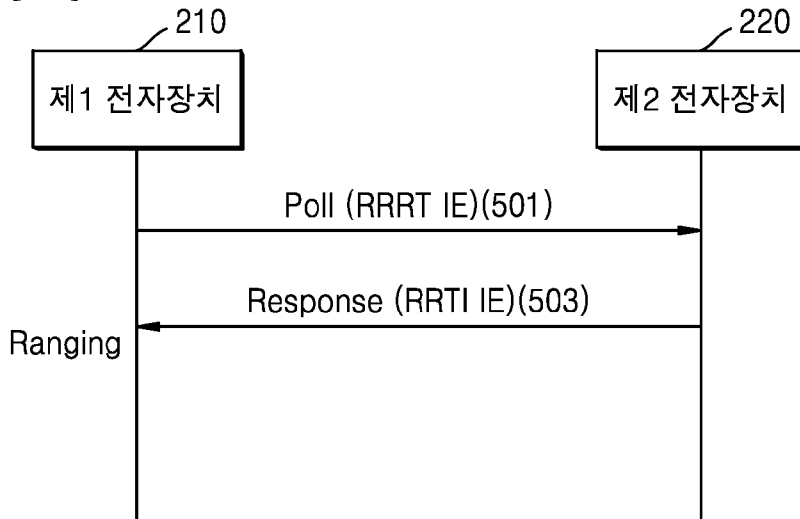 210
220
제1 전자장치
제2 전자장치
Poll (RRRT IE)(501)
Response (RRTI IE)(503)
Ranging